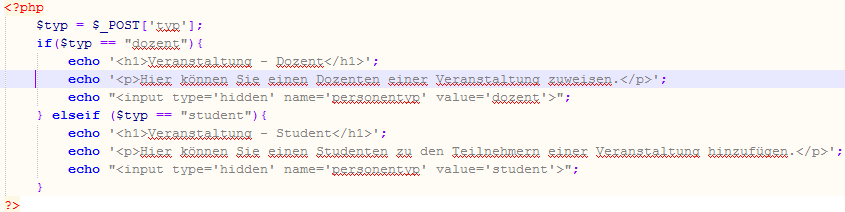 <?php
$typ = $_POST['typ'];
if($typ == "dozent"){
echo '<h1>Veranstaltung - Dozent</h1>';
echo '<p>Hier können Sie einen Dozenten einer Veranstaltung zuweisen.</p>';
echo "<input type='hidden' name='personentyp' value='dozent'>";
} elseif ($typ == "student"){
echo '<h1>Veranstaltung - Student</h1>';
echo '<p>Hier können Sie einen Studenten zu den Teilnehmern einer Veranstaltung hinzufügen.</p>';
echo "<input type='hidden' name='personentyp' value='student'>";
}
?>